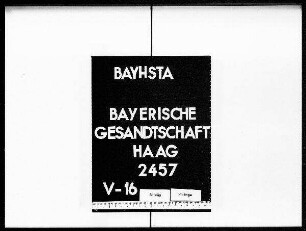 BAYHSTA
BAYERISCHE
GESANDTSCHAFT
HAAG
2457
V-16